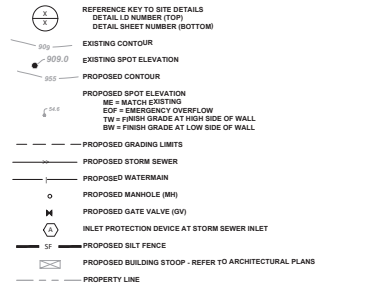 X
X
REFERENCE KEY TO SITE DETAILS
DETAIL I.D NUMBER (TOP)
DETAIL SHEET NUMBER (BOTTOM)
909
EXISTING CONTOUR
909.0
EXISTING SPOT ELEVATION
955
PROPOSED CONTOUR
PROPOSED SPOT ELEVATION
ME = MATCH EXISTING
54.0
EOF = EMERGENCY OVERFLOW
TW = FINISH GRADE AT HIGH SIDE OF WALL
BW = FINISH GRADE AT LOW SIDE OF WALL
PROPOSED GRADING LIMITS
>>
PROPOSED STORM SEWER
I
PROPOSED WATERMAIN
PROPOSED MANHOLE (MH)
PROPOSED GATE VALVE (GV)
A
INLET PROTECTION DEVICE AT STORM SEWER INLET
SF
PROPOSED SILT FENCE
PROPOSED BUILDING STOOP - REFER TO ARCHITECTURAL PLANS
PROPERTY LINE